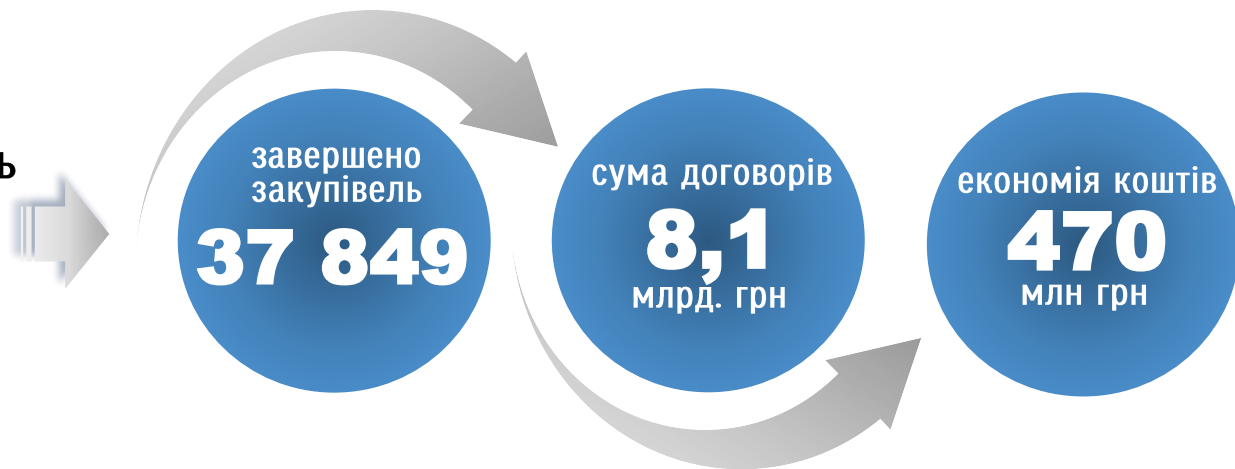 завершено
закупівель
37 849
сума договорів
8,1
млрд. грн
економія коштів
470
млн грн